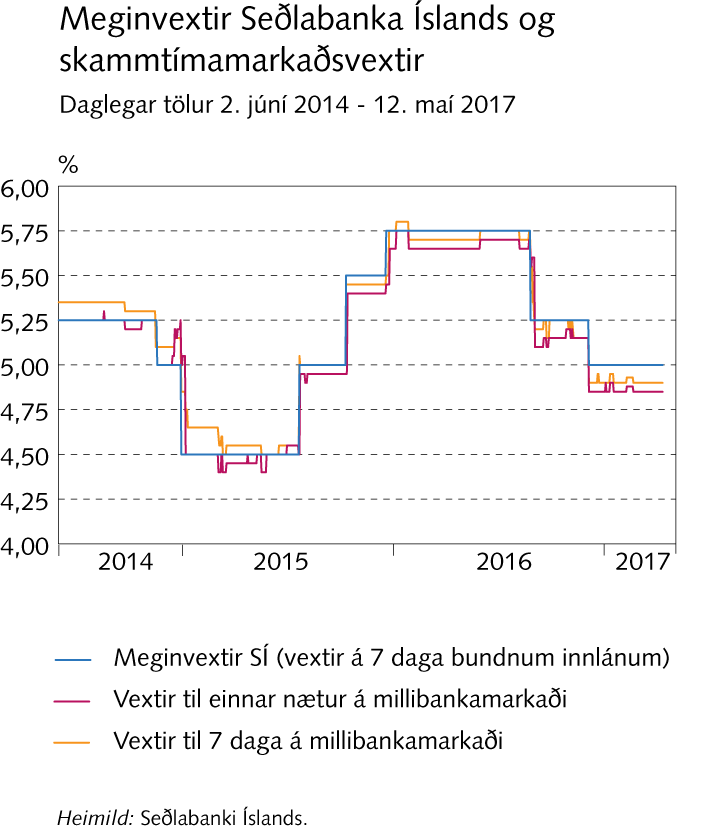 Meginvextir Seðlabanka Íslands og
skammtímamarkaðsvextir
Daglegar tölur 2. júní 2014 - 12. maí 2017
%
6,00
5,75
5,50
5,25
5,00
4,75
4,50
4,25
4,00
2014 2015 2016 2017
Meginvextir SÍ (vextir á 7 daga bundnum innlánum)
Vextir til einnar nætur á millibankamarkaði
Vextir til 7 daga á millibankamarkaði
Heimild: Seðlabanki Íslands.